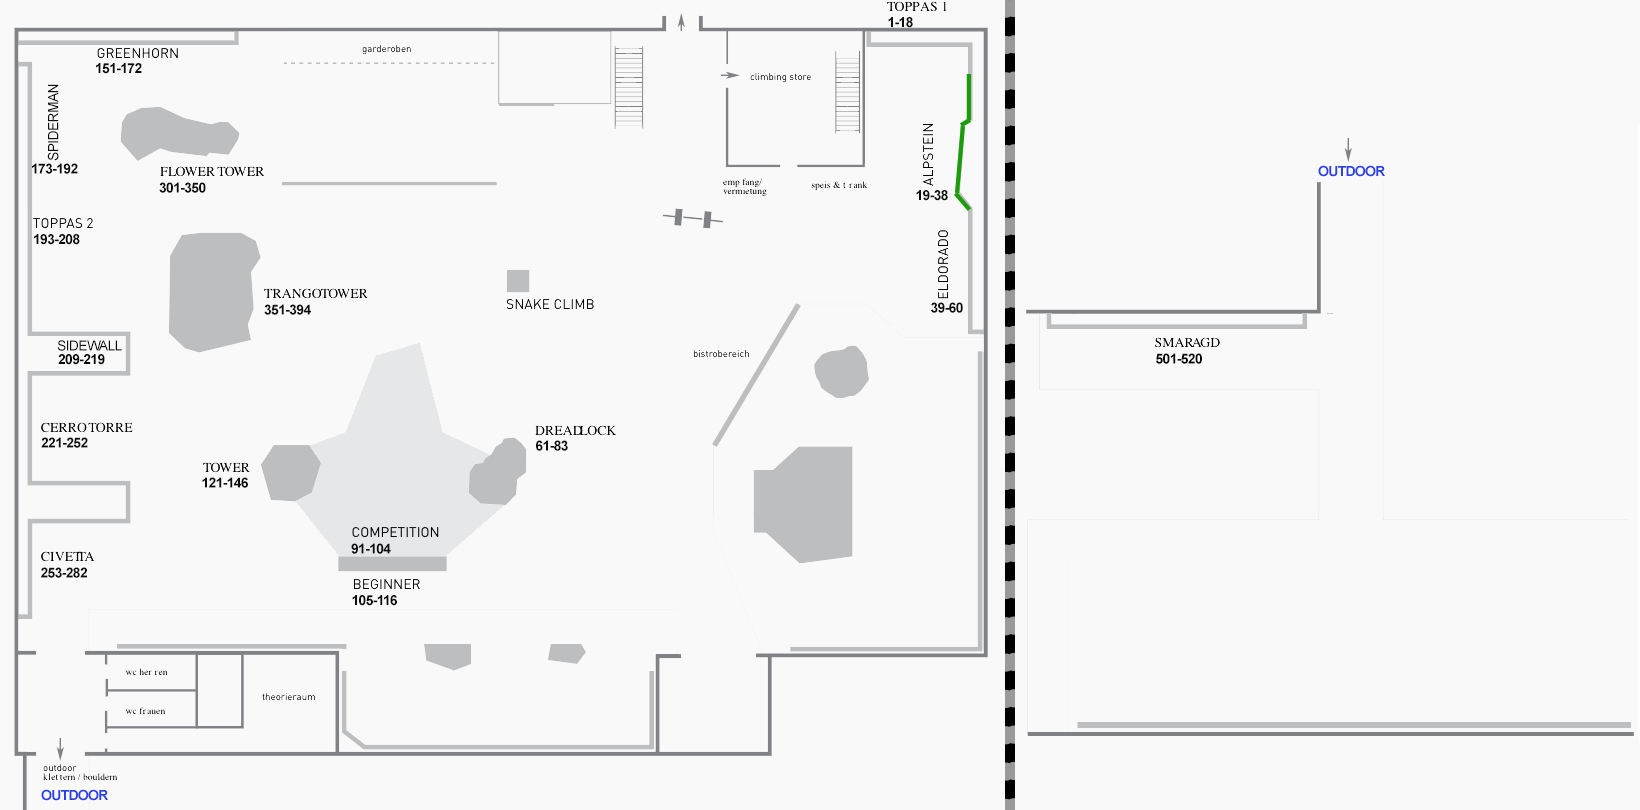 TOPPAS 1
1-18
GREENHORN
151-172
garderoben
climbing store
SPIDERMAN
173-192
FLOWER TOWER
301-350
emp fang/
vermietung
speis & t rank
ALPSTEIN
19-38
OUTDOOR
TOPPAS 2
193-208
ELDORADO
39-60
TRANGOTOWER
351-394
SNAKE CLIMB
SIDEWALL
209-219
bistrobereich
SMARAGD
501-520
CERRO TORRE
221-252
DREADLOCK
61-83
TOWER
121-146
COMPETITION
91-104
CIVETTA
253-282
BEGINNER
105-116
wc her ren
wc frauen
theorieraum
outdoor
klettern / bouldern
OUTDOOR